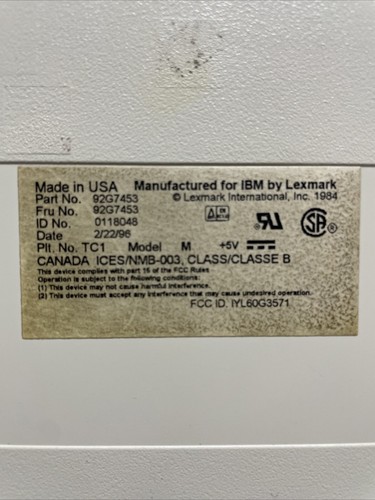 Made in USA Manufactured for IBM by Lexmark
Part No. 92G7453 © Lexmark International, Inc. 1984
Fru No. 92G7453
ID No. 0118048
Date 2/22/96
Plt. No. TC1 Model M +5V
CANADA ICES/NMB-003, CLASS/CLASSE B
This device complies with part 15 of the FCC Rules
Operation is subject to the following conditions:
(1) This device may not cause harmful interference.
(2) This device must accept any interference that may cause undesired operation.
FCC ID. IYL60G3571